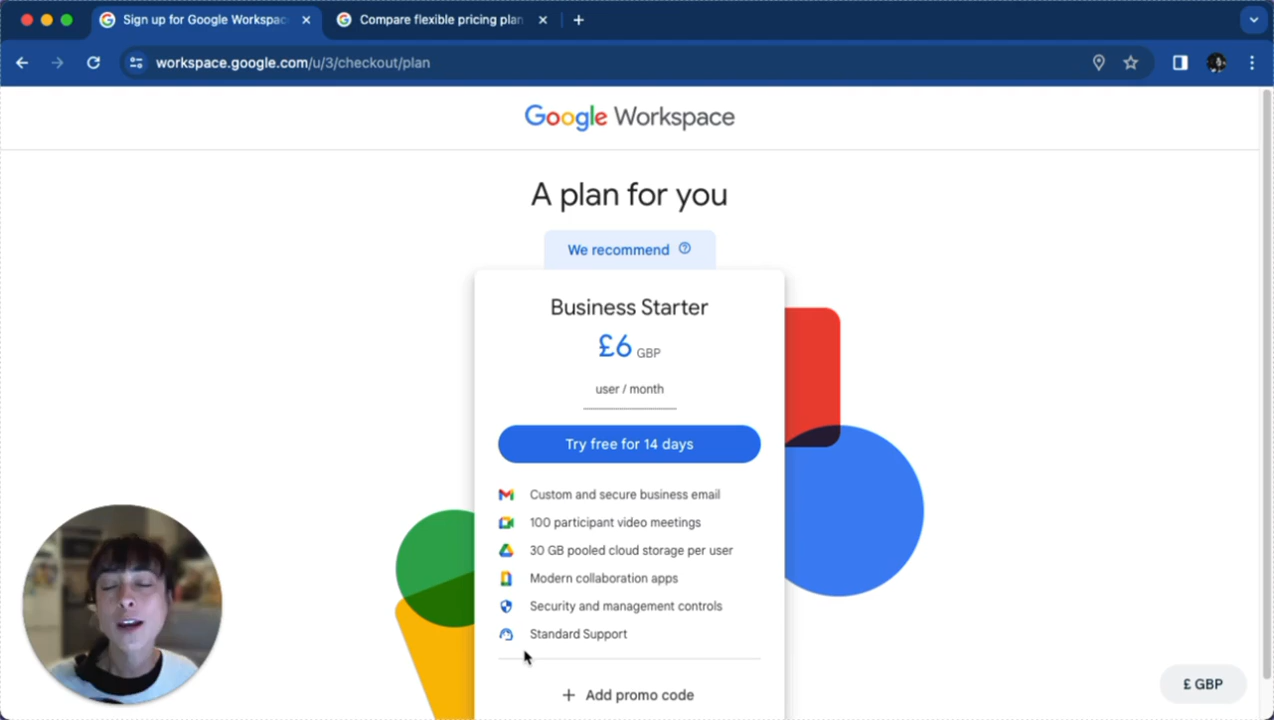 Sign up for Google Workspac
Compare flexible pricing plan
workspace.google.com/u/3/checkout/plan
Google Workspace
A plan for you
We recommend
Business Starter
£6 GBP
user / month
Try free for 14 days
Custom and secure business email
100 participant video meetings
30 GB pooled cloud storage per user
Modern collaboration apps
Security and management controls
Standard Support
+ Add promo code
£ GBP